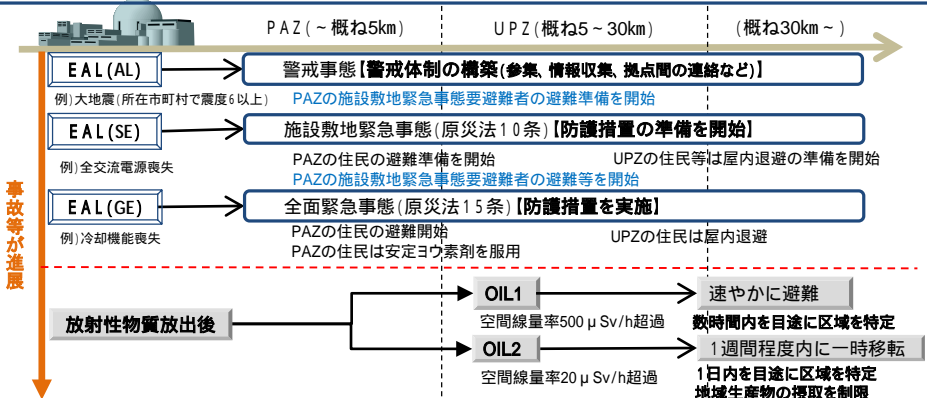 PAZ(~概ね5km)
UPZ(概ね5~30km)
(概ね30km~)
EAL(AL)
警戒事態【警戒体制の構築(参集、情報収集、拠点間の連絡など)】
例)大地震(所在市町村で震度6以上)
PAZの施設敷地緊急事態要避難者の避難準備を開始
EAL(SE)
施設敷地緊急事態(原災法10条)【防護措置の準備を開始】
例)全交流電源喪失
PAZの住民の避難準備を開始
UPZの住民等は屋内退避の準備を開始
PAZの施設敷地緊急事態要避難者の避難等を開始
EAL(GE)
全面緊急事態(原災法15条)【防護措置を実施】
例)冷却機能喪失
PAZの住民の避難開始
UPZの住民は屋内退避
PAZの住民は安定ヨウ素剤を服用
事故等が進展
放射性物質放出後
OIL1
速やかに避難
空間線量率500μSv/h超過
数時間内を目途に区域を特定
OIL2
1週間程度内に一時移転
空間線量率20μSv/h超過
1日内を目途に区域を特定
地域生産物の摂取を制限